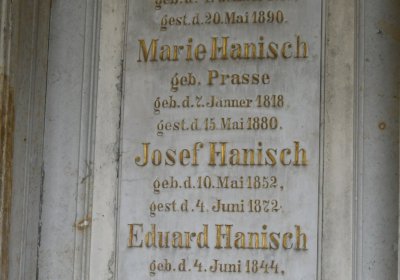 gest.d.20.Mai 1890.
Marie Hanisch
geb. Prasse
geb.d.7.Jänner 1818.
gest.d.15.Mai 1880.
Josef Hanisch
geb.d.10.Mai 1852,
gest d.4. Juni 1872.
Eduard Hanisch
geb.d.4. Juni 1844,